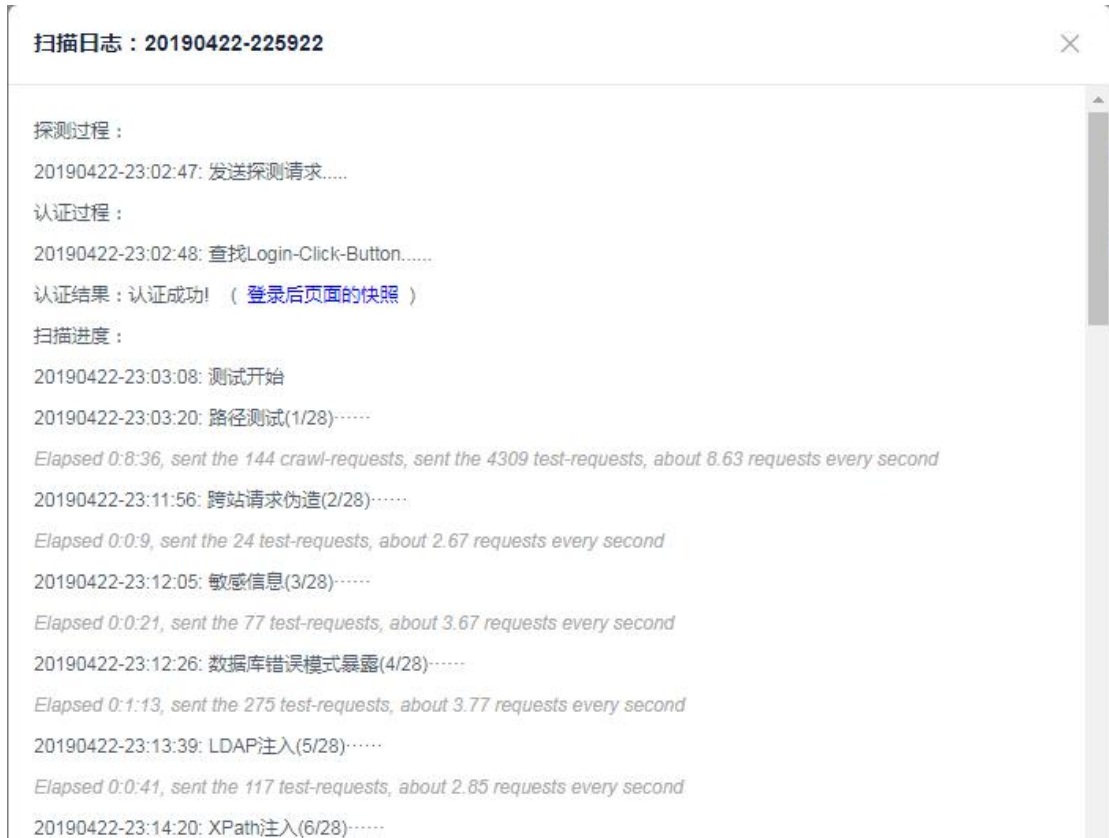 扫描日志：20190422-225922
探测过程：
20190422-23:02:47: 发送探测请求.....
认证过程：
20190422-23:02:48: 查找Login-Click-Button......
认证结果：认证成功! （ 登录后页面的快照 ）
扫描进度：
20190422-23:03:08: 测试开始
20190422-23:03:20: 路径测试(1/28)······
Elapsed 0:8:36, sent the 144 crawl-requests, sent the 4309 test-requests, about 8.63 requests every second
20190422-23:11:56: 跨站请求伪造(2/28)······
Elapsed 0:0:9, sent the 24 test-requests, about 2.67 requests every second
20190422-23:12:05: 敏感信息(3/28)······
Elapsed 0:0:21, sent the 77 test-requests, about 3.67 requests every second
20190422-23:12:26: 数据库错误模式暴露(4/28)······
Elapsed 0:1:13, sent the 275 test-requests, about 3.77 requests every second
20190422-23:13:39: LDAP注入(5/28)······
Elapsed 0:0:41, sent the 117 test-requests, about 2.85 requests every second
20190422-23:14:20: XPath注入(6/28)······